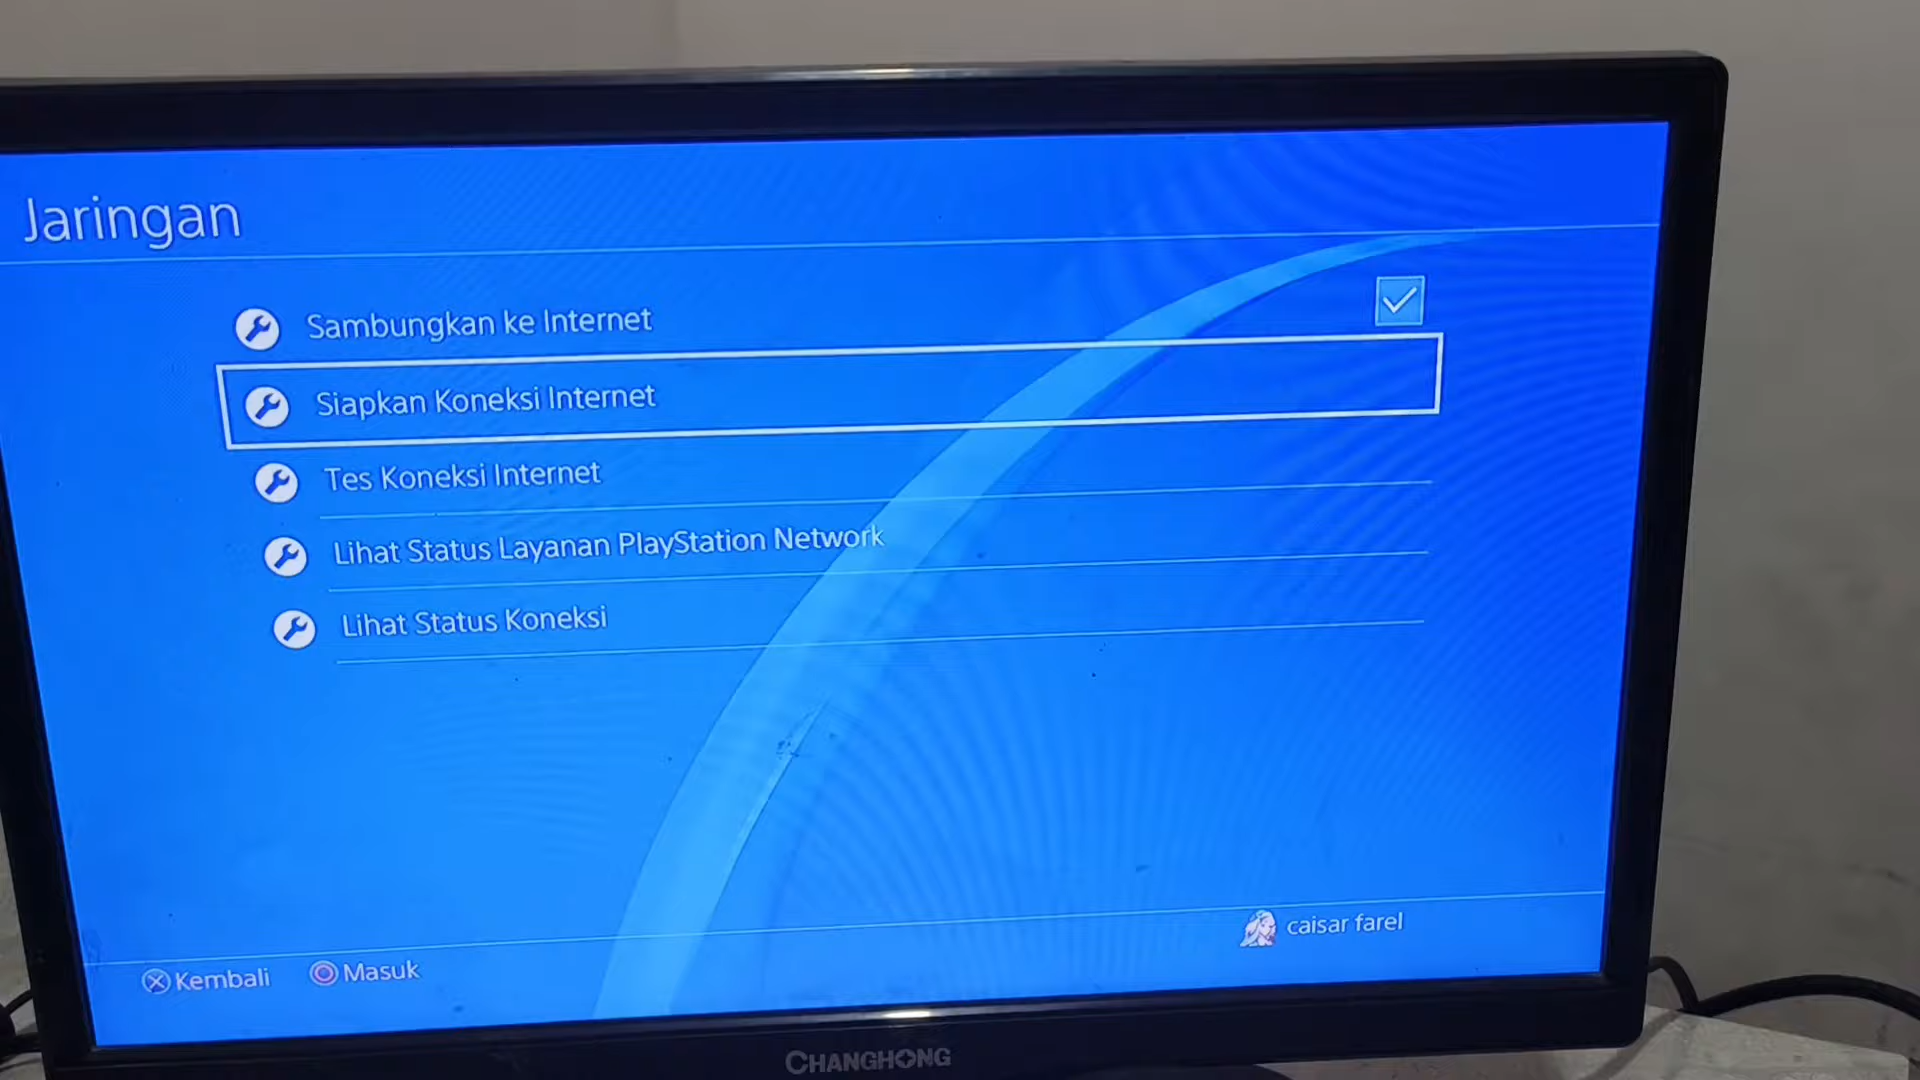 Jaringan
Sambungkan ke Internet
Siapkan Koneksi Internet
Tes Koneksi Internet
Lihat Status Layanan PlayStation Network
Lihat Status Koneksi
caisar farel
Kembali
Masuk
CHANGHONG